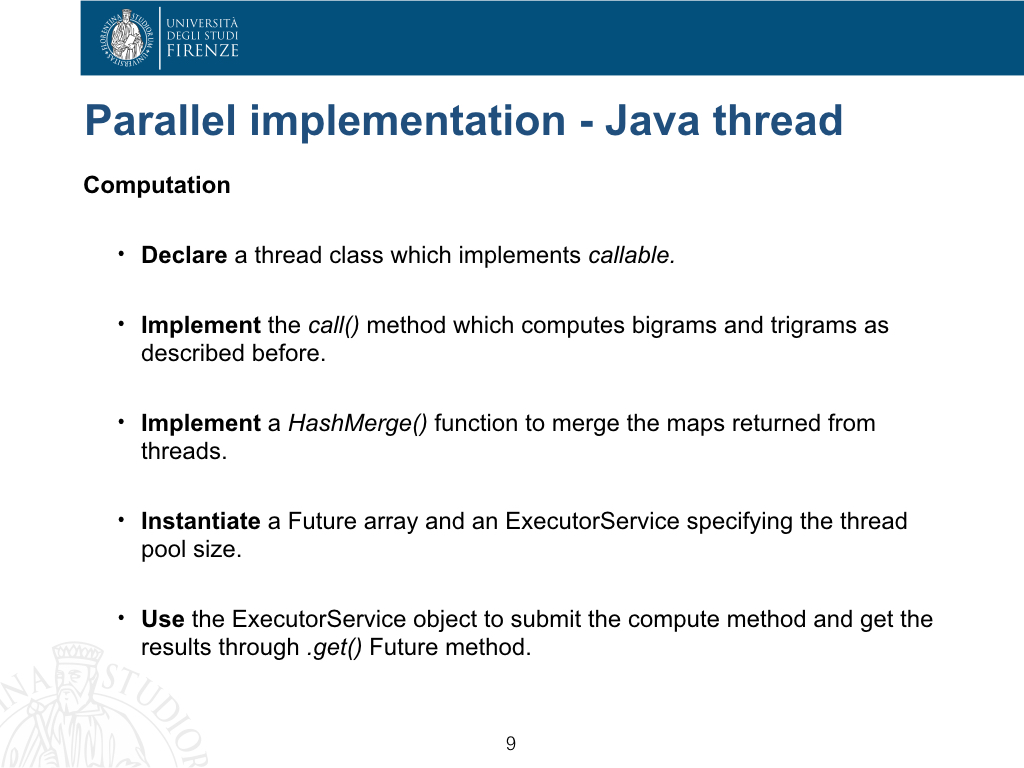 UNIVERSITÀ
DEGLI STUDI
FIRENZE
Parallel implementation - Java thread
Computation
• Declare a thread class which implements callable.
• Implement the call() method which computes bigrams and trigrams as
described before.
• Implement a HashMerge() function to merge the maps returned from
threads.
• Instantiate a Future array and an ExecutorService specifying the thread
pool size.
• Use the ExecutorService object to submit the compute method and get the
results through .get() Future method.
9